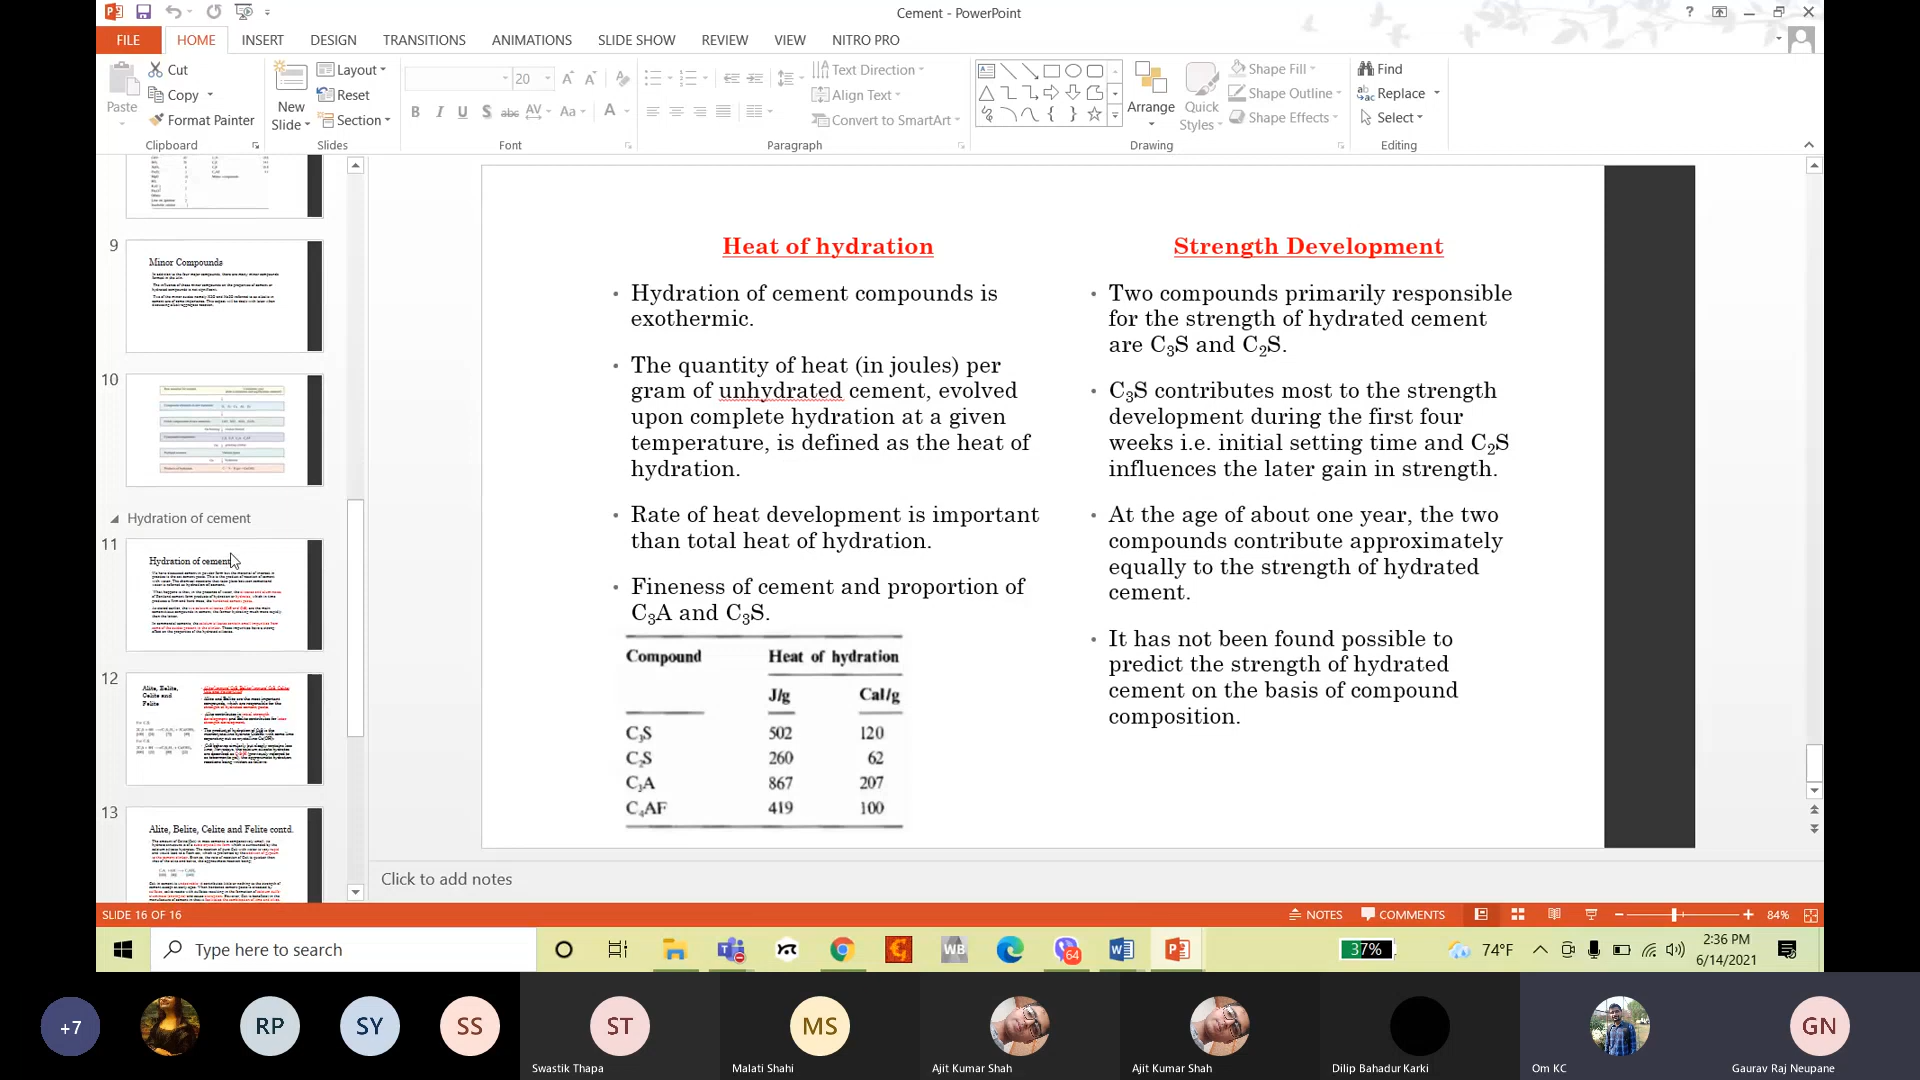 Cement - PowerPoint
FILE HOME INSERT DESIGN TRANSITIONS ANIMATIONS SLIDE SHOW REVIEW VIEW NITRO PRO
Paste
Cut
Copy
Format Painter
Clipboard
New
Slide
Layout
Reset
Section
Slides
20
Font
Text Direction
Align Text
Convert to SmartArt
Paragraph
Arrange
Quick
Styles
Shape Fill
Shape Outline
Shape Effects
Drawing
Find
Replace
Select
Editing
9
Minor Compounds
10
Hydration of cement
11
Hydration of cement
12
Alite, Belite,
Celite and
Felite
13
Alite, Belite, Celite and Felite contd.
Heat of hydration
• Hydration of cement compounds is
exothermic.
• The quantity of heat (in joules) per
gram of unhydrated cement, evolved
upon complete hydration at a given
temperature, is defined as the heat of
hydration.
• Rate of heat development is important
than total heat of hydration.
• Fineness of cement and proportion of
C₃A and C₃S.
Compound Heat of hydration
J/g Cal/g
C₃S 502 120
C₂S 260 62
C₃A 867 207
C₄AF 419 100
Strength Development
• Two compounds primarily responsible
for the strength of hydrated cement
are C₃S and C₂S.
• C₃S contributes most to the strength
development during the first four
weeks i.e. initial setting time and C₂S
influences the later gain in strength.
• At the age of about one year, the two
compounds contribute approximately
equally to the strength of hydrated
cement.
• It has not been found possible to
predict the strength of hydrated
cement on the basis of compound
composition.
Click to add notes
SLIDE 16 OF 16
NOTES COMMENTS 84%
Type here to search
WB
64
37%
74°F
2:36 PM
6/14/2021
+7
RP
SY
SS
ST
MS
GN
Swastik Thapa
Malati Shahi
Ajit Kumar Shah
Ajit Kumar Shah
Dilip Bahadur Karki
Om KC
Gaurav Raj Neupane